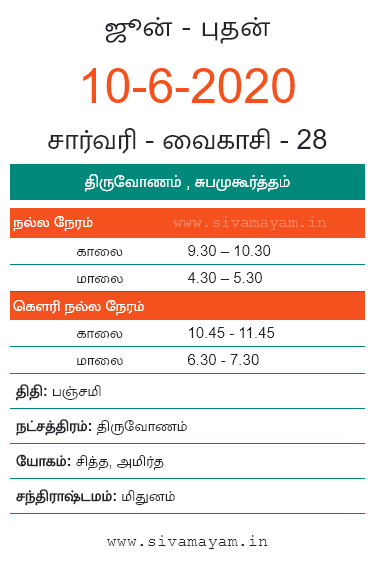 ஜூன் - புதன்
10-6-2020
சார்வரி - வைகாசி - 28
திருவோணம் , சுபமுகூர்த்தம்
நல்ல நேரம் www.sivamayam.in
காலை 9.30 – 10.30
மாலை 4.30 – 5.30
கௌரி நல்ல நேரம்
காலை 10.45 - 11.45
மாலை 6.30 - 7.30
திதி: பஞ்சமி
நட்சத்திரம்: திருவோணம்
யோகம்: சித்த, அமிர்த
சந்திராஷ்டமம்: மிதுனம்
www.sivamayam.in